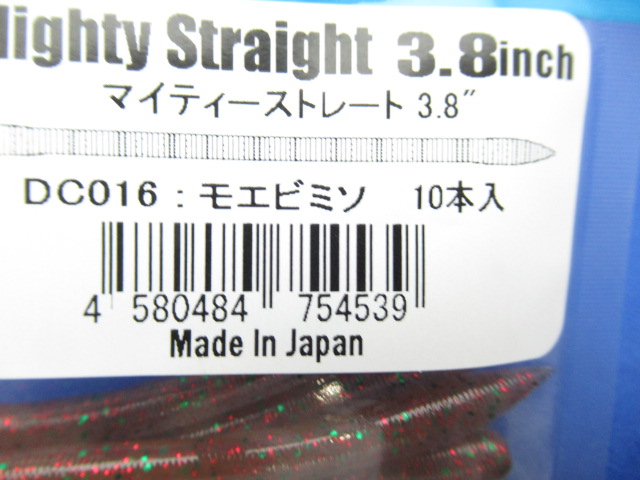 Mighty Straight 3.8inch
マイティーストレート 3.8"
DC016 : モエビミソ 10本入
4 580484 754539
Made In Japan